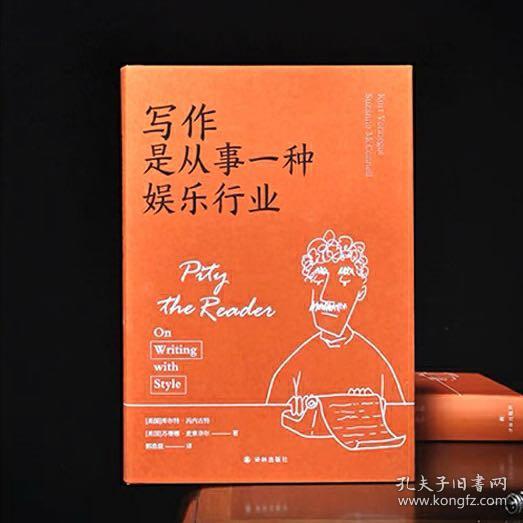 写作
是从事一种
娱乐行业
Kurt Vonnegut
Suzanne McConnell
Pity
the Reader
On
Writing
with
Style
[美国]库尔特·冯内古特
[美国]苏珊娜·麦康奈尔 著
译
译林出版社
孔夫子旧书网
www.kongfz.com